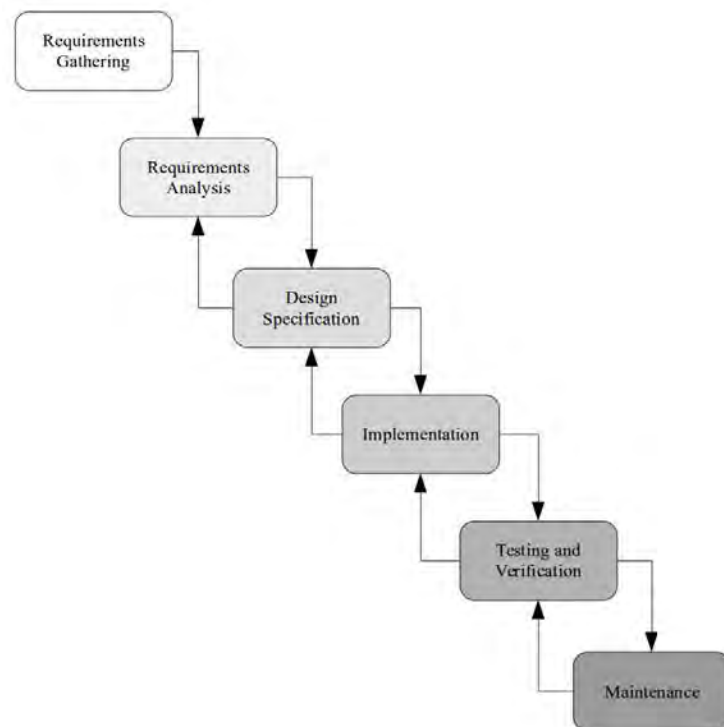 Requirements
Gathering
Requirements
Analysis
Design
Specification
Implementation
Testing and
Verification
Maintenance